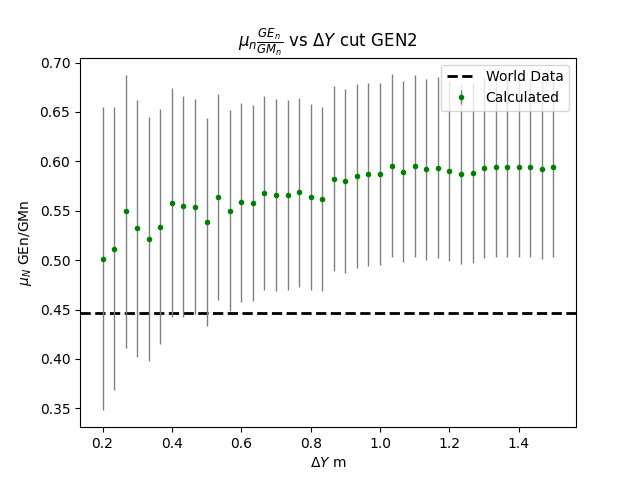 μₙ GEₙ/GMₙ vs ΔY cut GEN2
World Data
Calculated
μ_N GEn/GMn
0.70
0.65
0.60
0.55
0.50
0.45
0.40
0.35
0.2 0.4 0.6 0.8 1.0 1.2 1.4
ΔY m